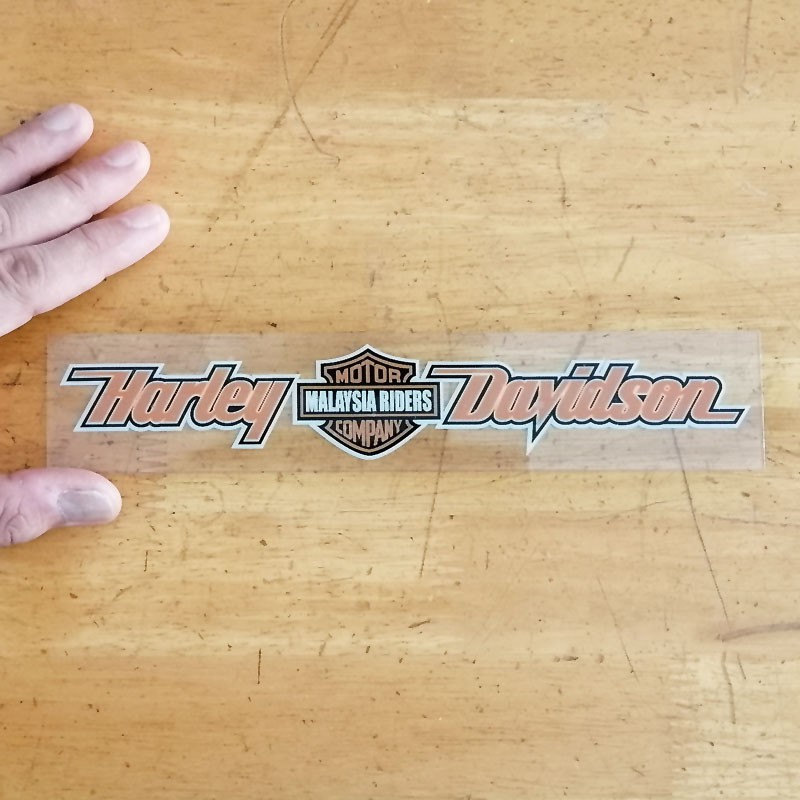 Harley
MOTOR
MALAYSIA RIDERS
COMPANY
Davidson